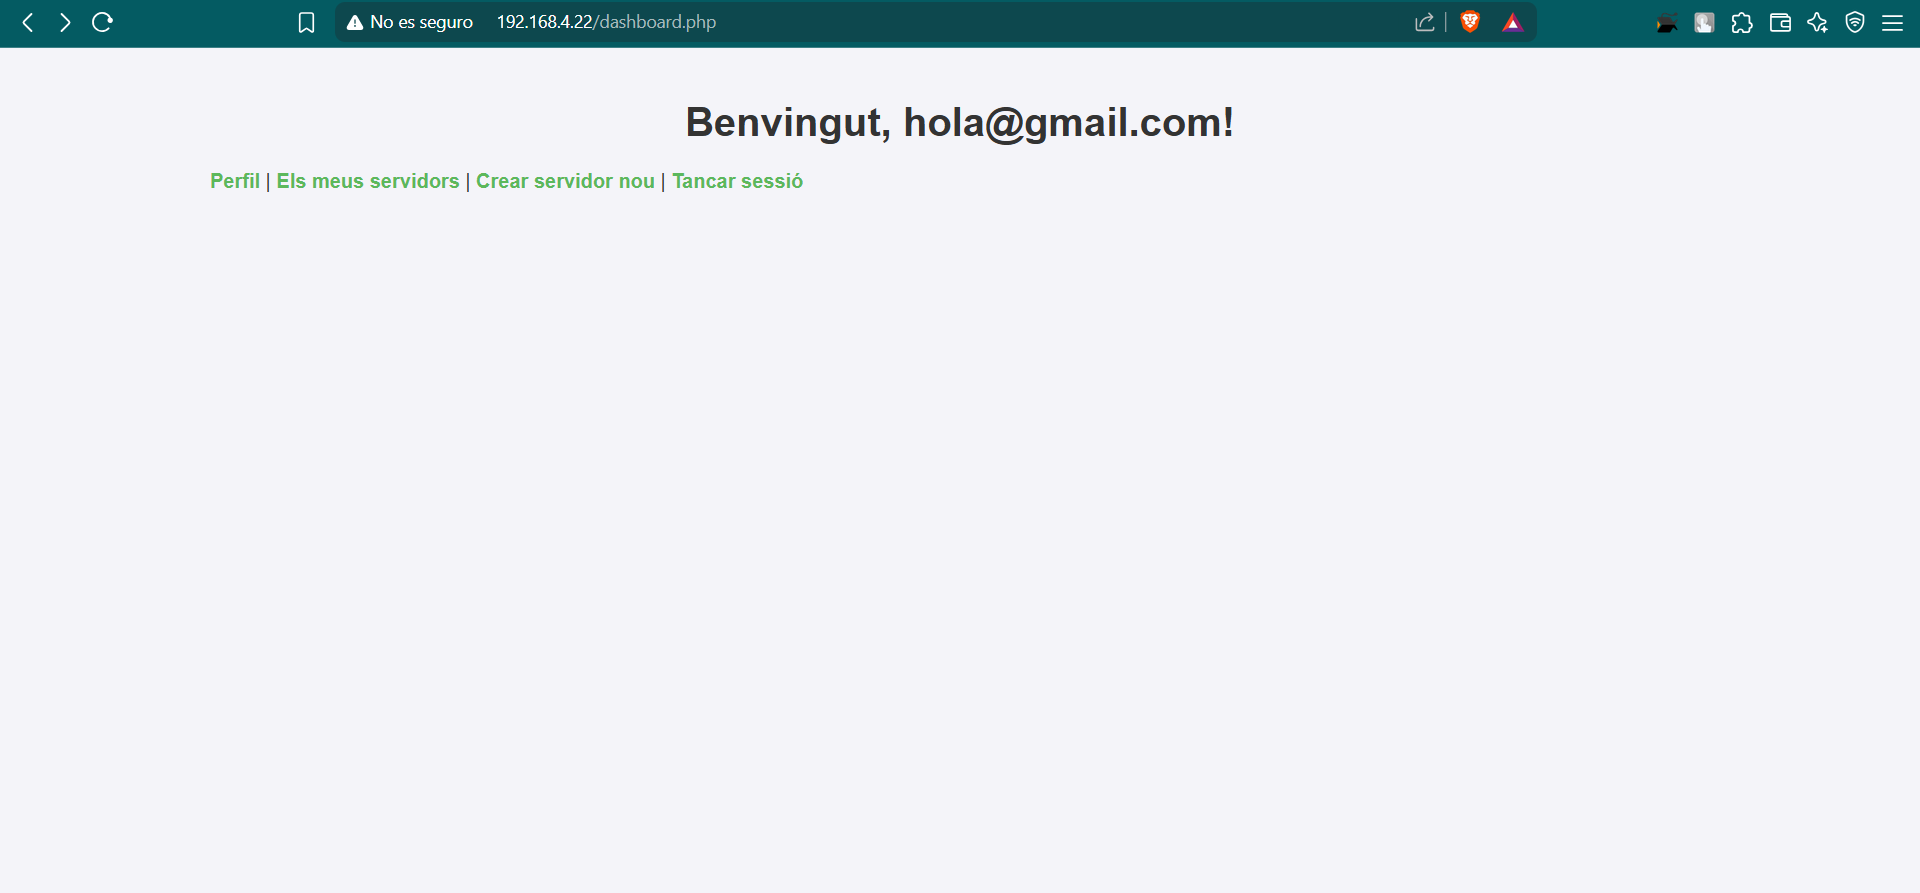 No es seguro 192.168.4.22/dashboard.php
Benvingut, hola@gmail.com!
Perfil | Els meus servidors | Crear servidor nou | Tancar sessió